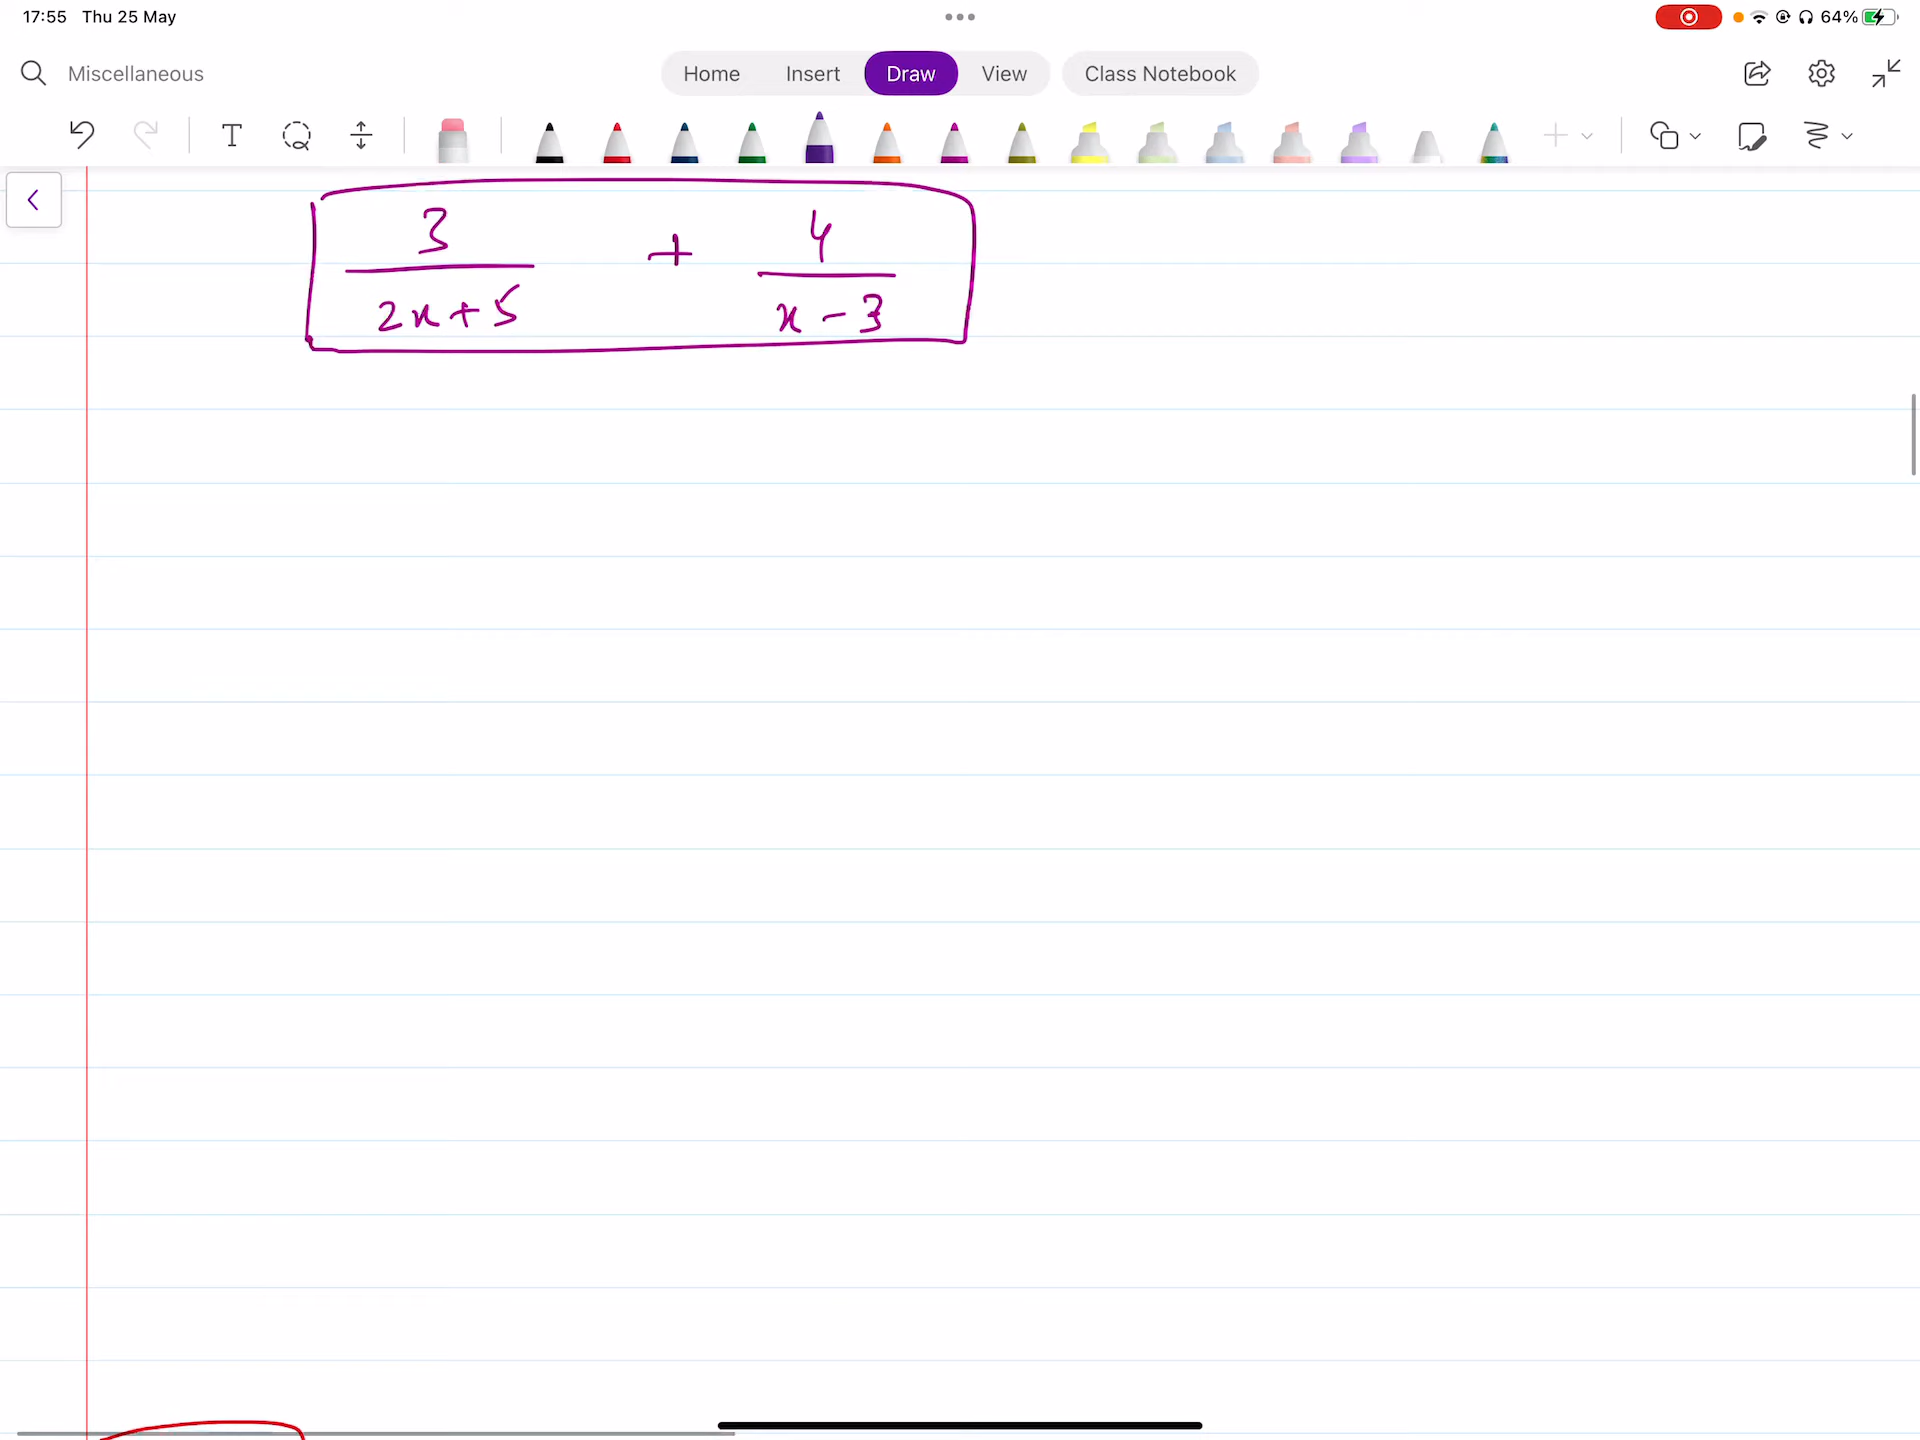 17:55 Thu 25 May
64%
Miscellaneous
Home Insert Draw View Class Notebook
T
3/(2x+5) + 4/(x-3)